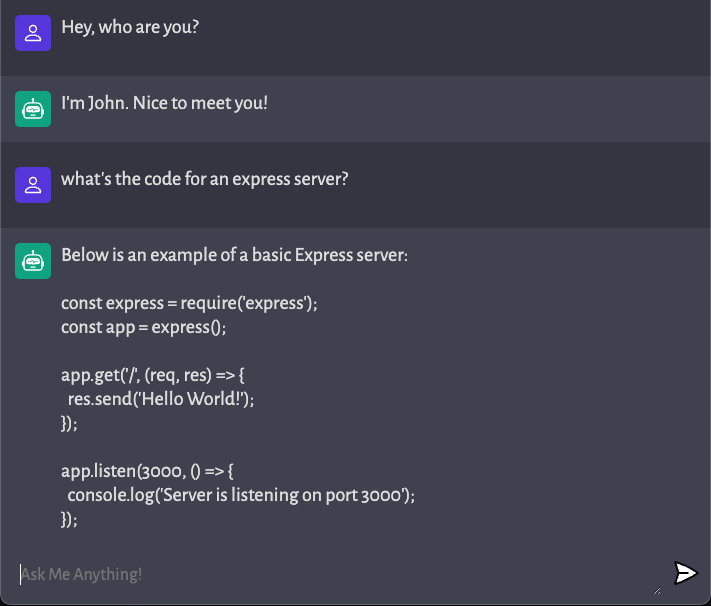 Hey, who are you?
I'm John. Nice to meet you!
what's the code for an express server?
Below is an example of a basic Express server:
const express = require('express');
const app = express();
app.get('/', (req, res) => {
  res.send('Hello World!');
});
app.listen(3000, () => {
  console.log('Server is listening on port 3000');
});
Ask Me Anything!